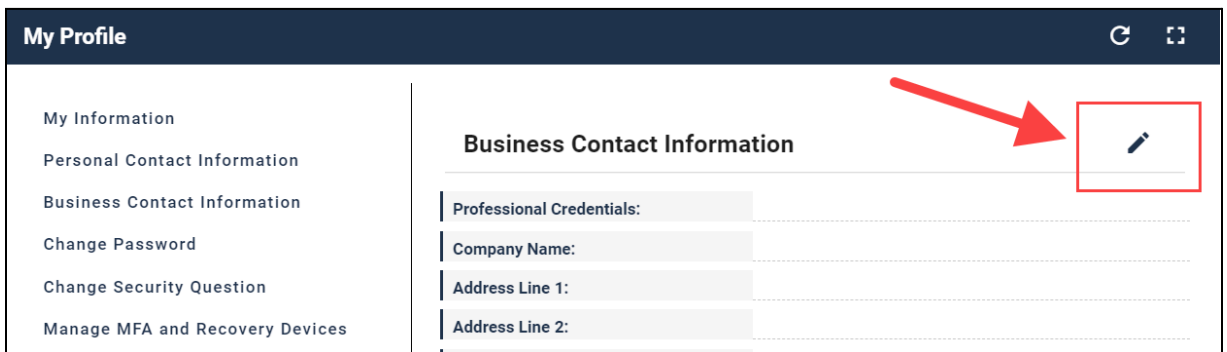 My Profile
My Information
Personal Contact Information
Business Contact Information
Change Password
Change Security Question
Manage MFA and Recovery Devices
Business Contact Information
Professional Credentials:
Company Name:
Address Line 1:
Address Line 2: